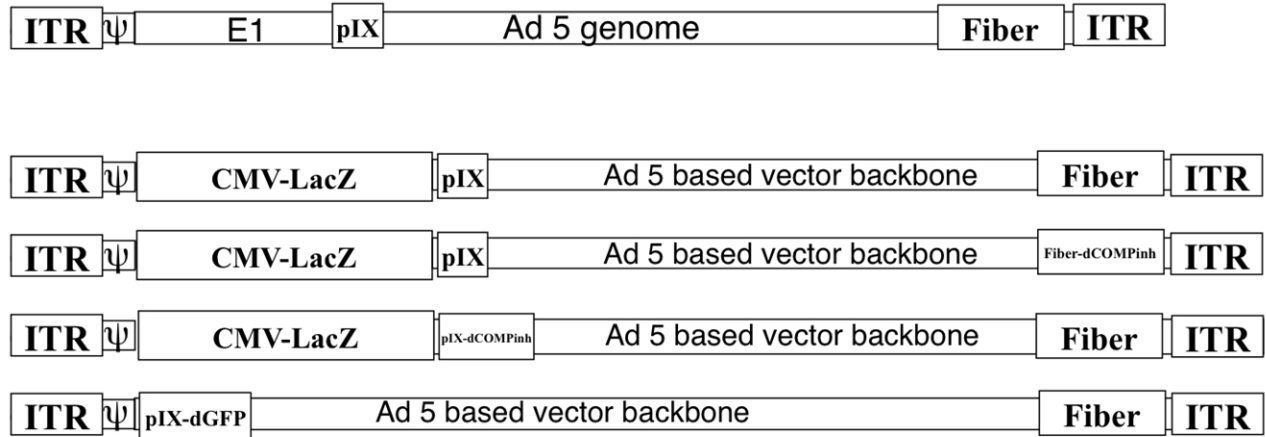 ITR ψ E1 pIX Ad 5 genome Fiber ITR
ITR ψ CMV-LacZ pIX Ad 5 based vector backbone Fiber ITR
ITR ψ CMV-LacZ pIX Ad 5 based vector backbone Fiber-dCOMPinh ITR
ITR ψ CMV-LacZ pIX-dCOMPinh Ad 5 based vector backbone Fiber ITR
ITR ψ pIX-dGFP Ad 5 based vector backbone Fiber ITR